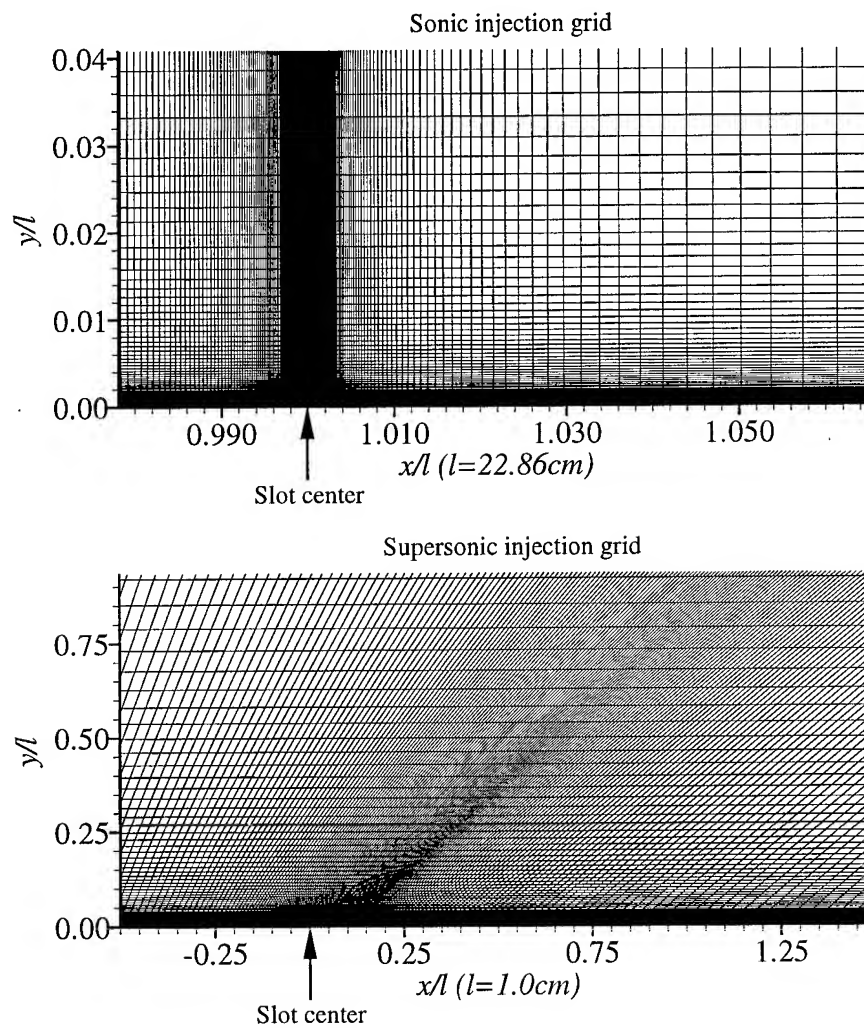 Sonic injection grid
0.04
0.03
y/l
0.02
0.01
0.00
0.990 1.010 1.030 1.050
x/l (l=22.86cm)
Slot center
Supersonic injection grid
0.75
y/l
0.50
0.25
0.00
-0.25 0.25 0.75 1.25
x/l (l=1.0cm)
Slot center